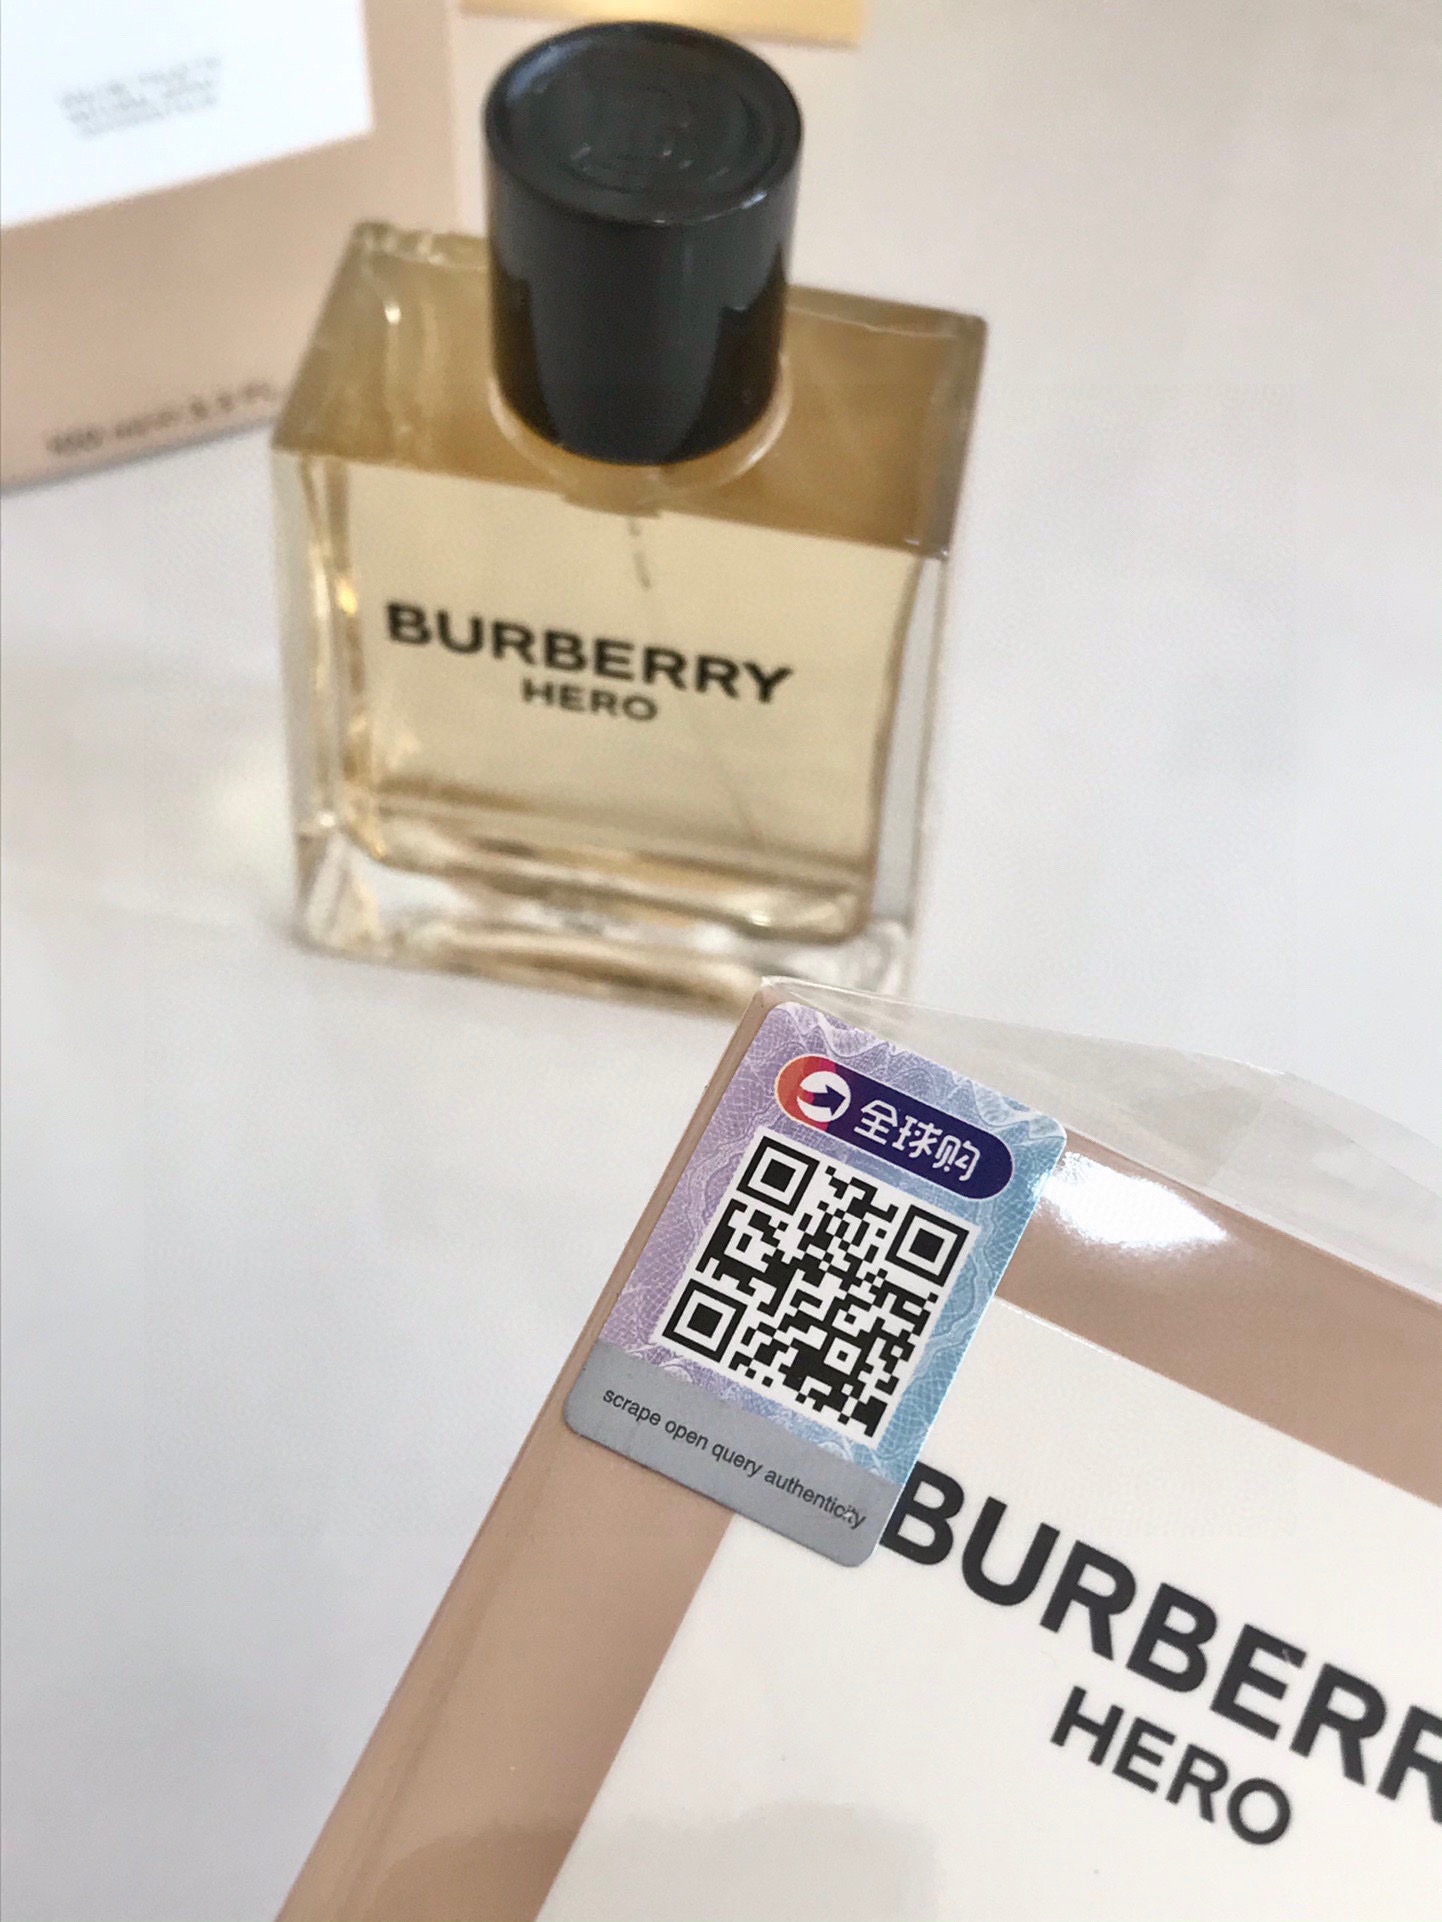 BURBERRY
HERO
全球购
scrape open query authenticity
BURBERR
HERO